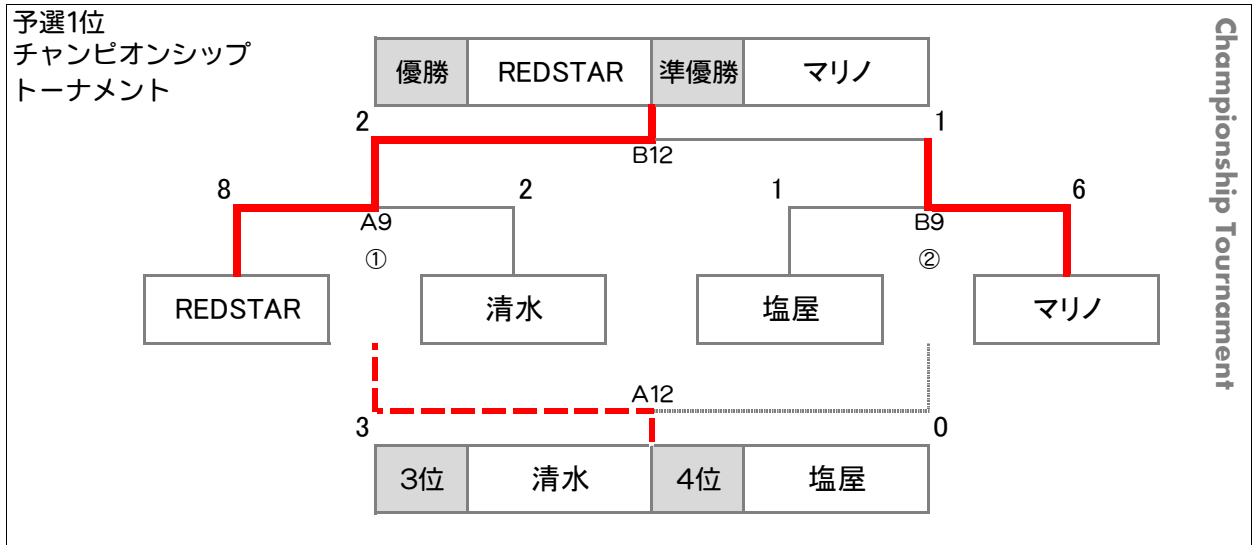 予選1位
チャンピオンシップ
トーナメント
Championship Tournament
優勝 REDSTAR 準優勝 マリノ
2 1
B12
8 2 1 6
A9 B9
① ②
REDSTAR 清水 塩屋 マリノ
A12
3 0
3位 清水 4位 塩屋